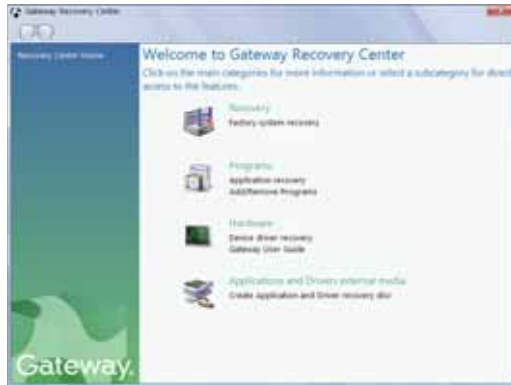 Gateway Recovery Center
Recovery Center Home
Welcome to Gateway Recovery Center
Click on the main categories for more information or select a subcategory for direct
access to the features.
Recovery
Factory system recovery
Programs
Application recovery
Add/Remove Programs
Hardware
Device driver recovery
Gateway User Guide
Applications and Drivers external media
Create Application and Driver recovery disc
Gateway.